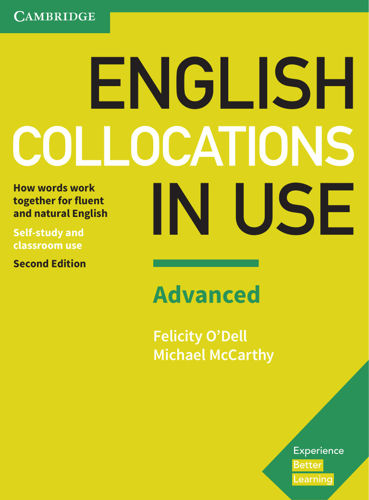 CAMBRIDGE
ENGLISH
COLLOCATIONS
IN USE
How words work
together for fluent
and natural English
Self-study and
classroom use
Second Edition
Advanced
Felicity O'Dell
Michael McCarthy
Experience
Better
Learning